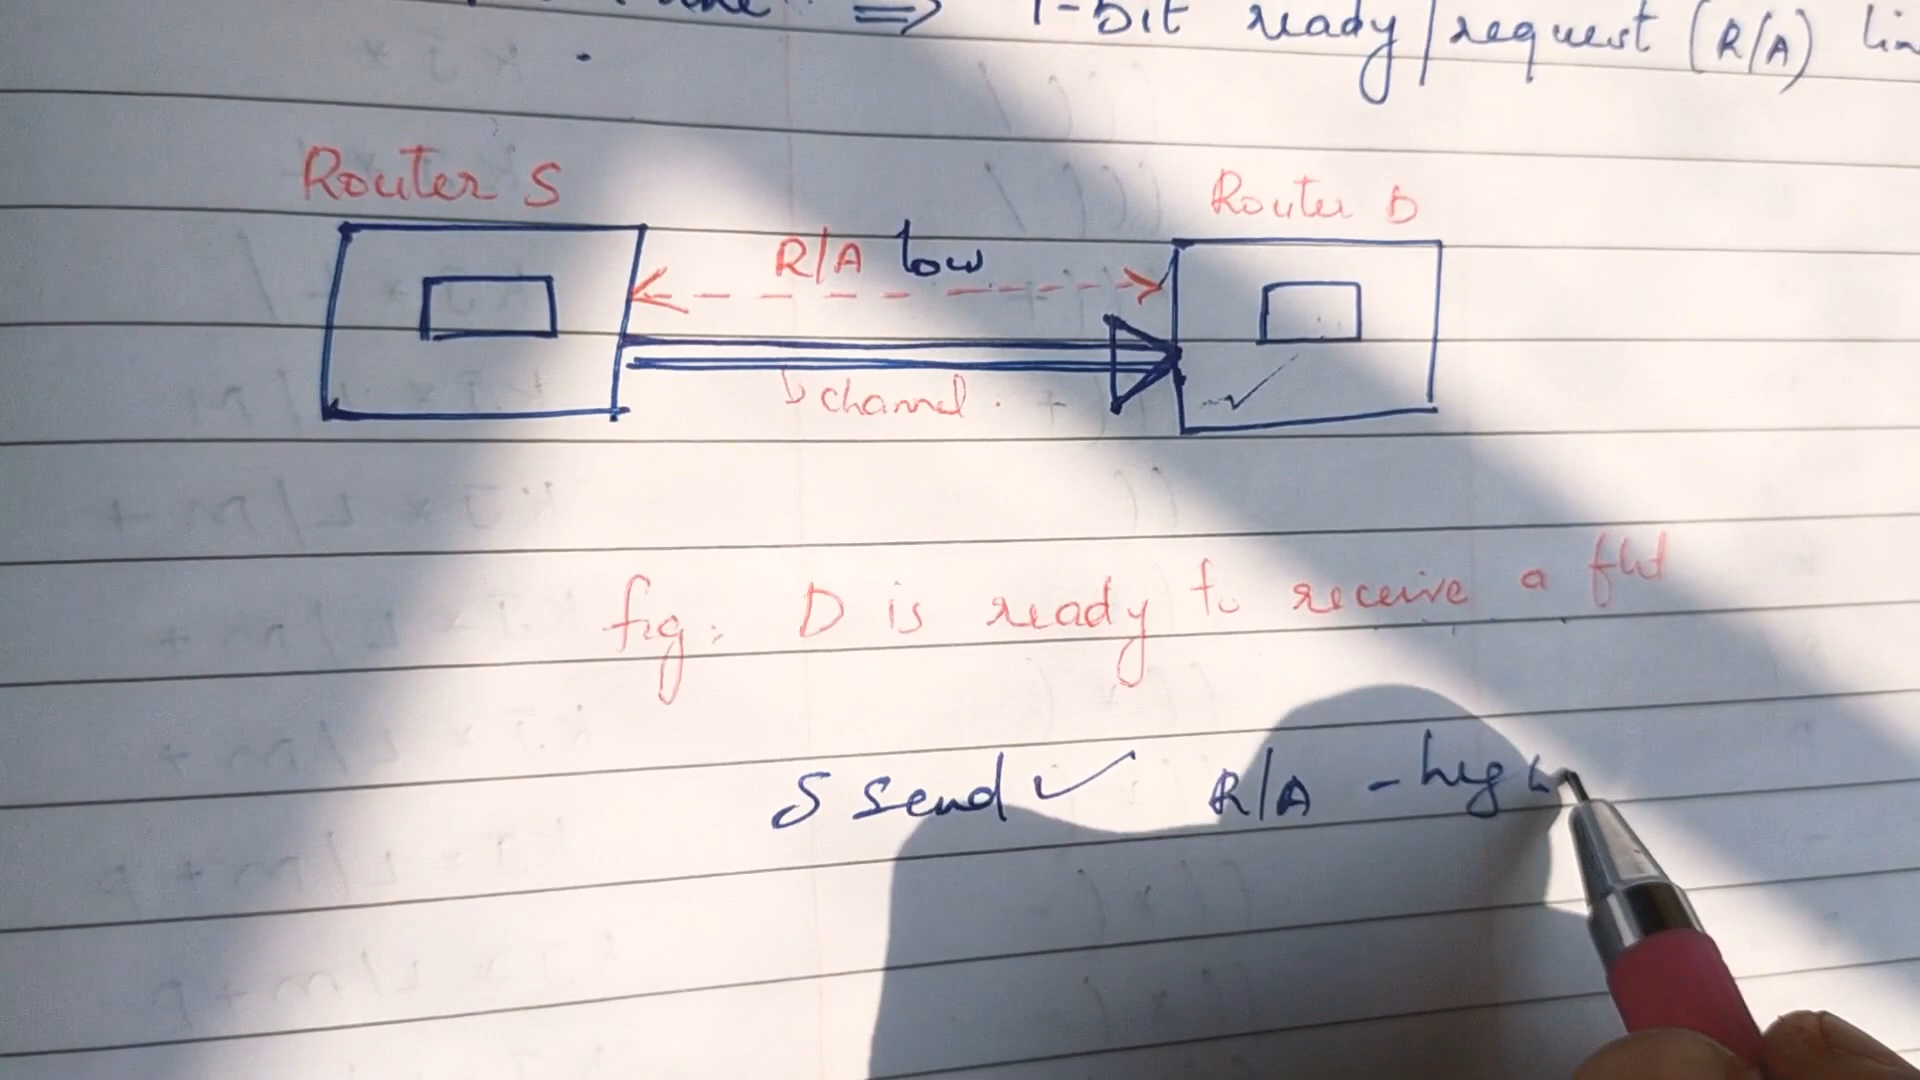 ⇒ 1-bit ready/request (R/A) lin
Router S
Router D
R/A low
channel.
fig: D is ready to receive a flit
S send ✓ R/A - high